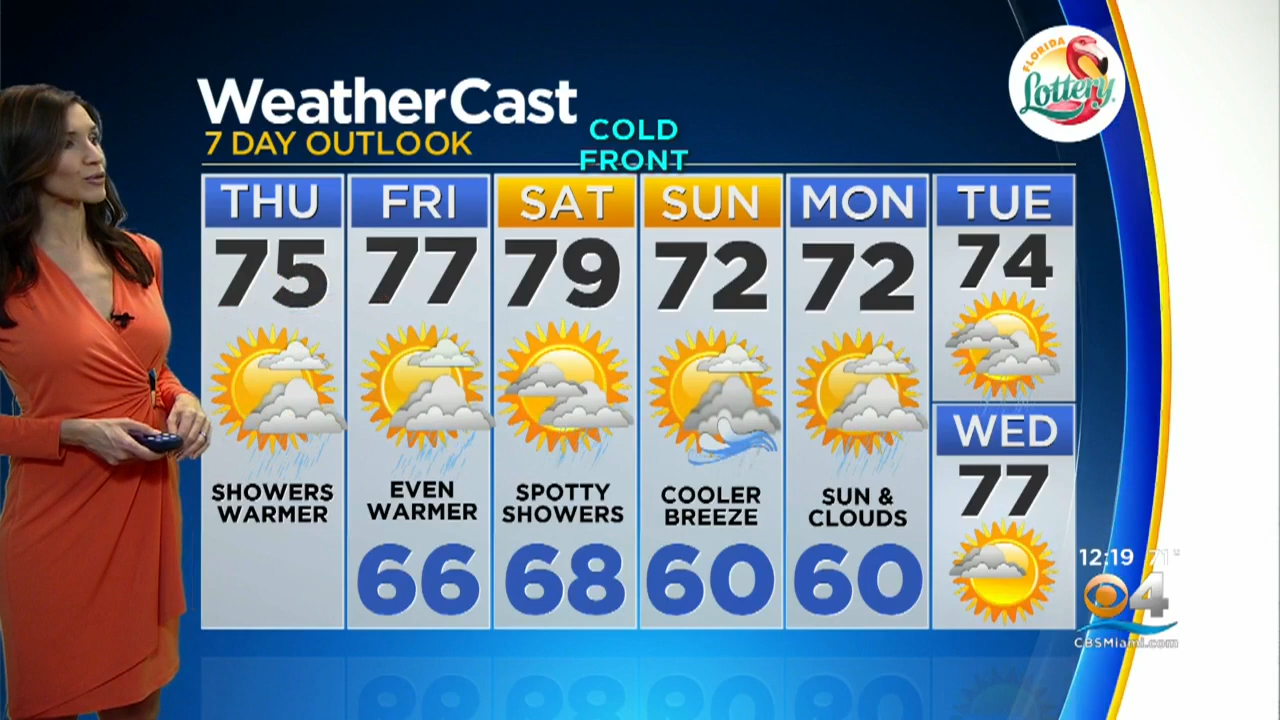 WeatherCast
7 DAY OUTLOOK
COLD
FRONT
FLORIDA
Lottery
THU
75
SHOWERS
WARMER
FRI
77
EVEN
WARMER
66
SAT
79
SPOTTY
SHOWERS
68
SUN
72
COOLER
BREEZE
60
MON
72
SUN &
CLOUDS
60
TUE
74
WED
77
12:19 71°
4
CBSMiami.com